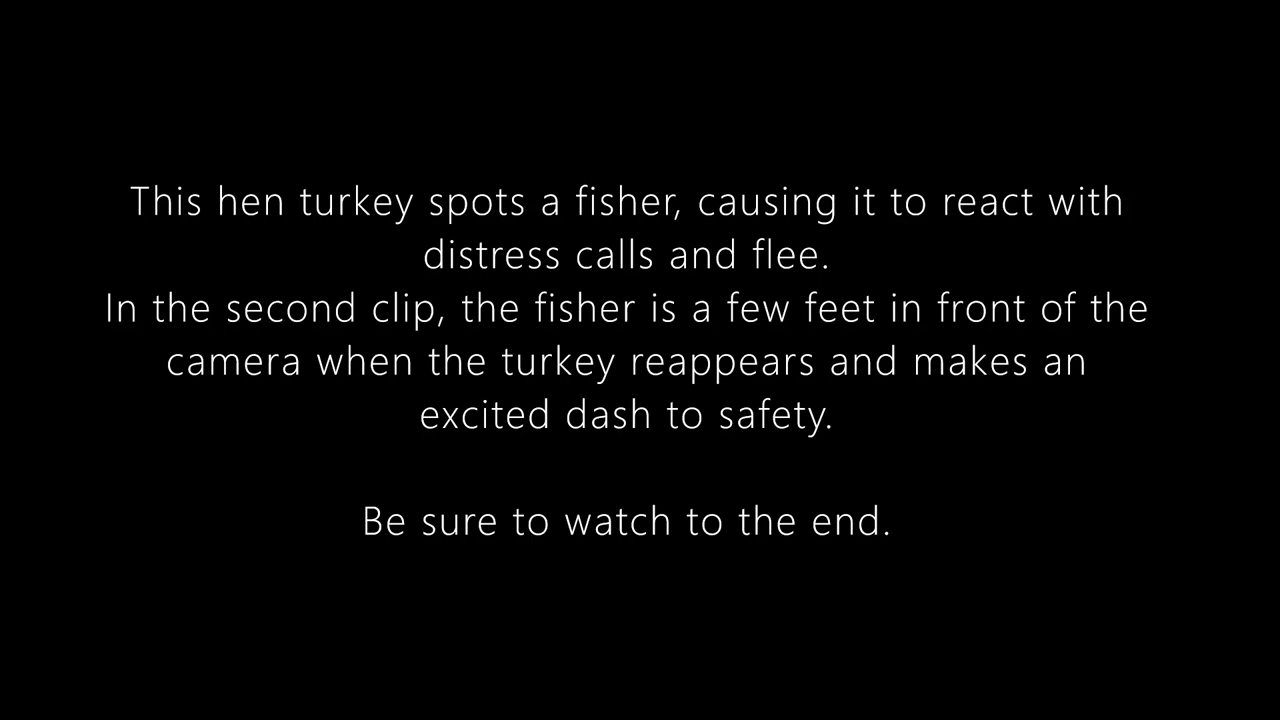 This hen turkey spots a fisher, causing it to react with
distress calls and flee.
In the second clip, the fisher is a few feet in front of the
camera when the turkey reappears and makes an
excited dash to safety.
Be sure to watch to the end.